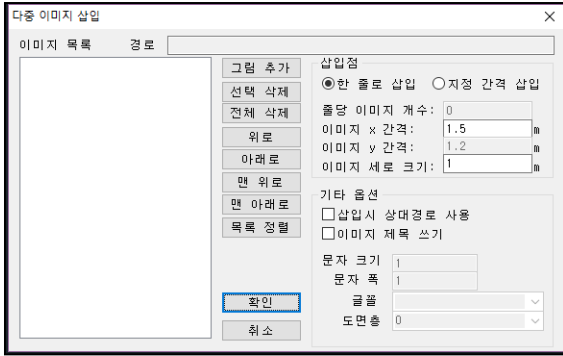 다중 이미지 삽입
이미지 목록 경로
그림 추가
선택 삭제
전체 삭제
위로
아래로
맨 위로
맨 아래로
목록 정렬
확인
취소
삽입점
한 줄로 삽입 지정 간격 삽입
줄당 이미지 개수: 0
이미지 x 간격: 1.5 m
이미지 y 간격: 1.2 m
이미지 세로 크기: 1 m
기타 옵션
삽입시 상대경로 사용
이미지 제목 쓰기
문자 크기 1
문자 폭 1
글꼴
도면층 0